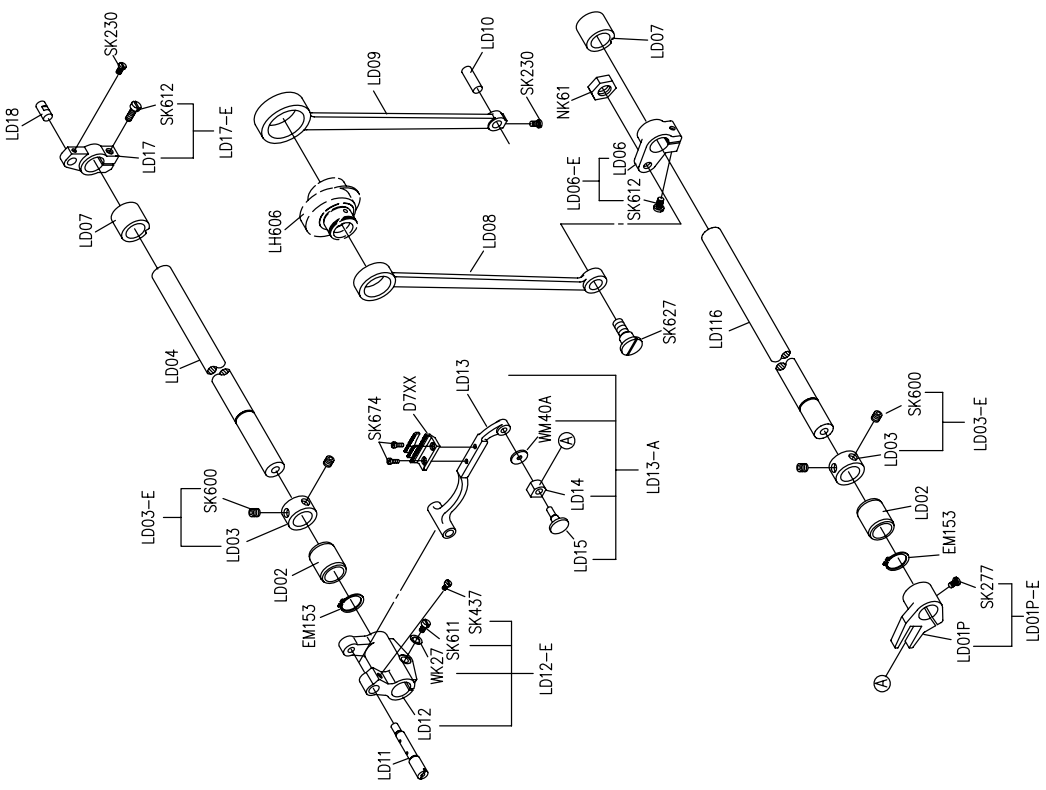 LD18
SK230
SK612
LD17
LD17-E
LD07
LD04
LD03-E
SK600
LD03
LD02
EM153
LD10
LD09
SK230
LH606
LD08
SK627
LD07
NK61
LD06
LD06-E
SK612
LD116
SK674
D7XX
LD13
WM40A
A
LD14
LD15
LD13-A
SK437
SK611
WK27
LD12-E
LD12
LD11
SK600
LD03
LD03-E
LD02
EM153
SK277
LD01P
LD01P-E
A